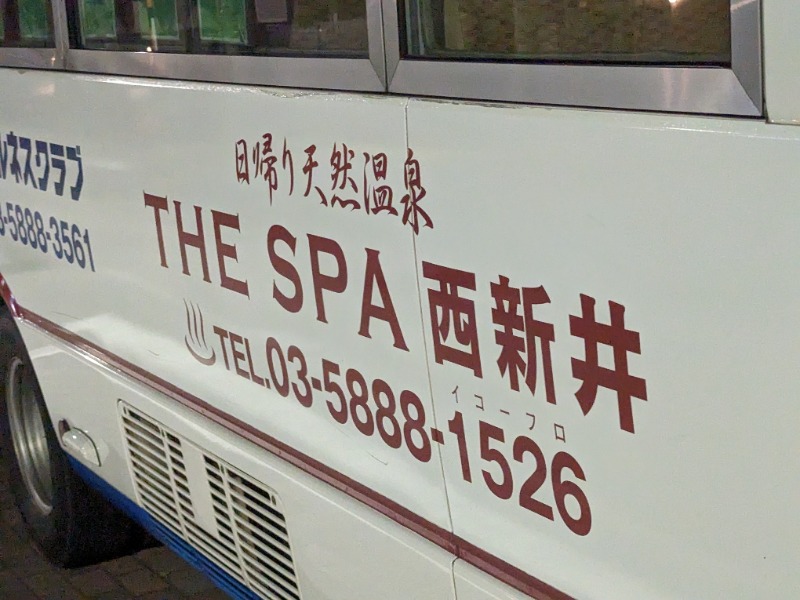 ルネスクラブ
3-5888-3561
日帰り天然温泉
THE SPA 西新井
イコーフロ
TEL.03-5888-1526